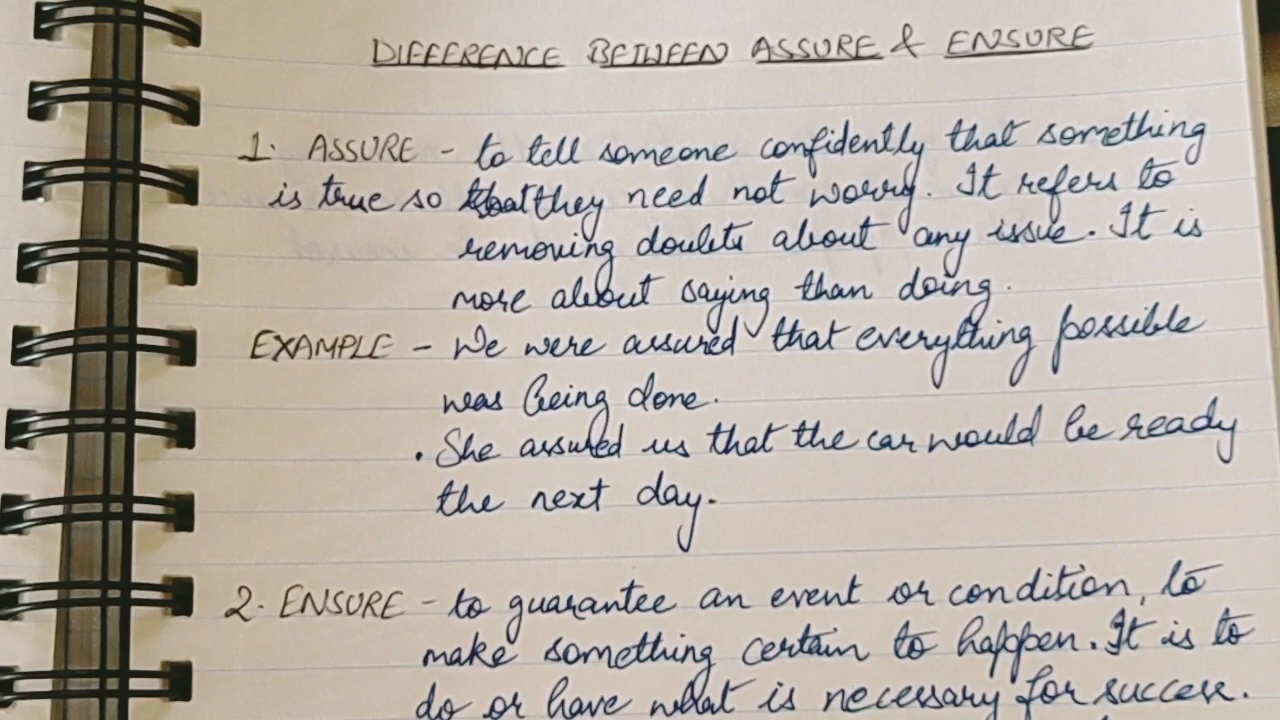 DIFFERENCE BETWEEN ASSURE & ENSURE
1. ASSURE - to tell someone confidently that something
is true so that they need not worry. It refers to
removing doubts about any issue. It is
more about saying than doing.
EXAMPLE - We were assured that everything possible
was being done.
• She assured us that the car would be ready
the next day.
2. ENSURE - to guarantee an event or condition, to
make something certain to happen. It is to
do or have what is necessary for success.